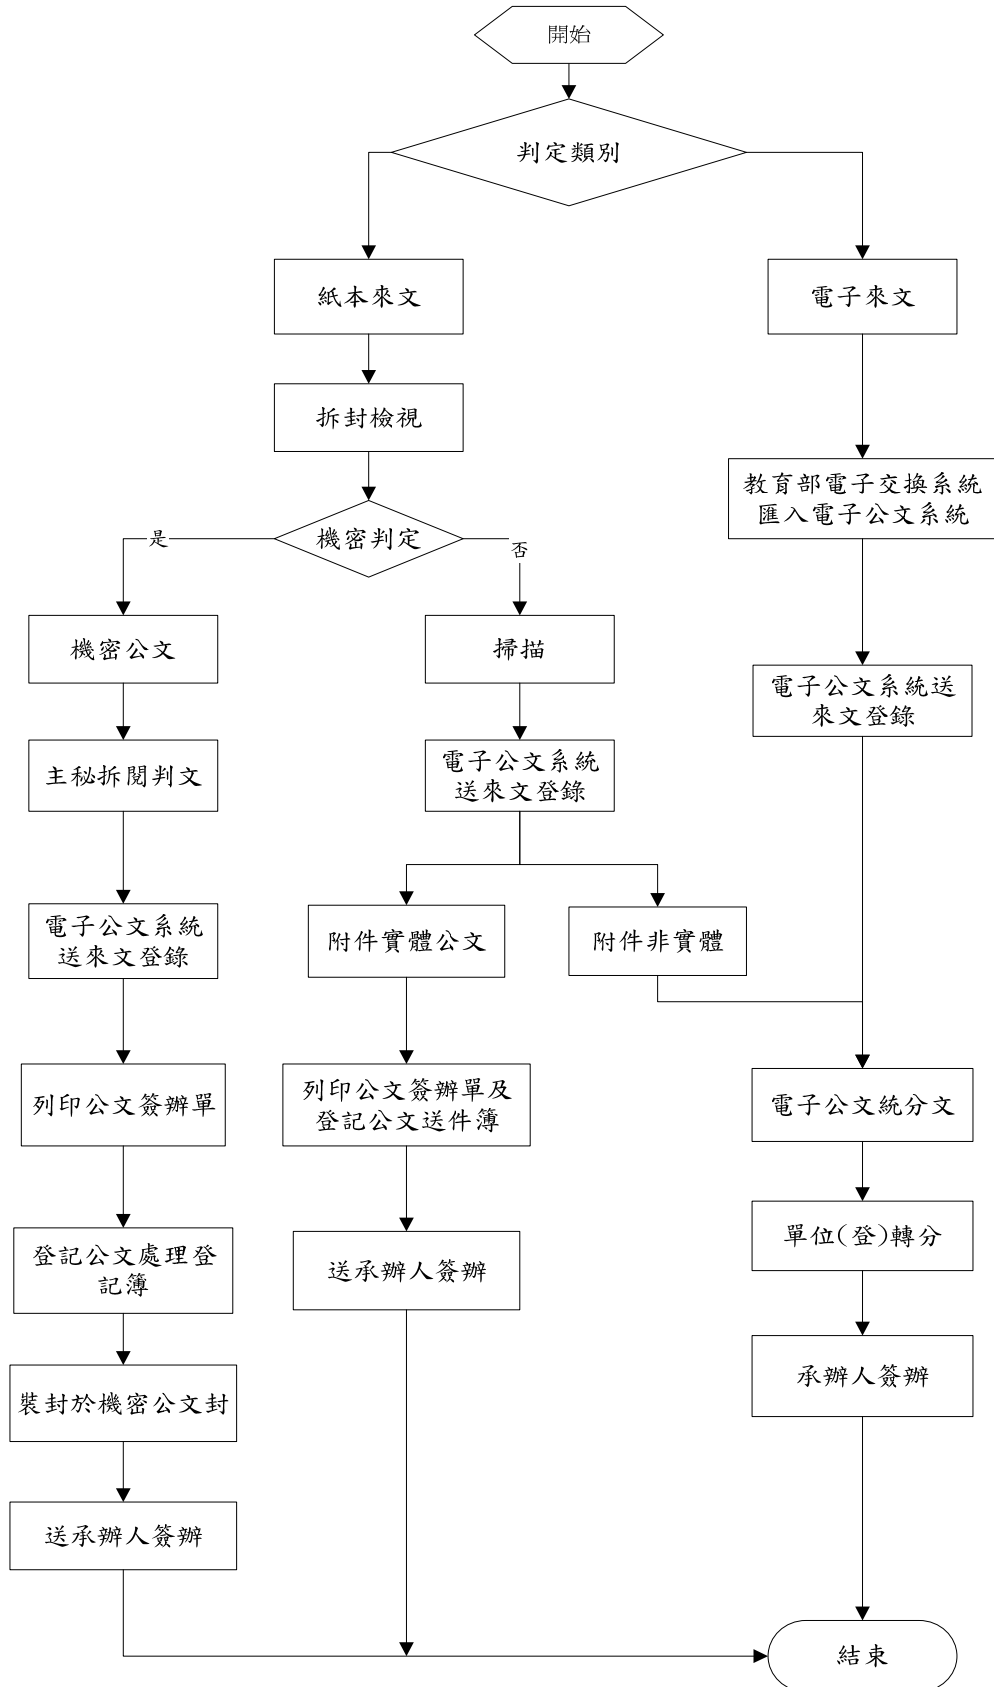 開始
判定類別
紙本來文
電子來文
拆封檢視
教育部電子交換系統
匯入電子公文系統
機密判定
是
否
機密公文
掃描
電子公文系統送
來文登錄
主秘拆閱判文
電子公文系統
送來文登錄
電子公文系統
送來文登錄
附件實體公文
附件非實體
列印公文簽辦單
列印公文簽辦單及
登記公文送件簿
電子公文統分文
登記公文處理登
記簿
送承辦人簽辦
單位(登)轉分
裝封於機密公文封
承辦人簽辦
送承辦人簽辦
結束